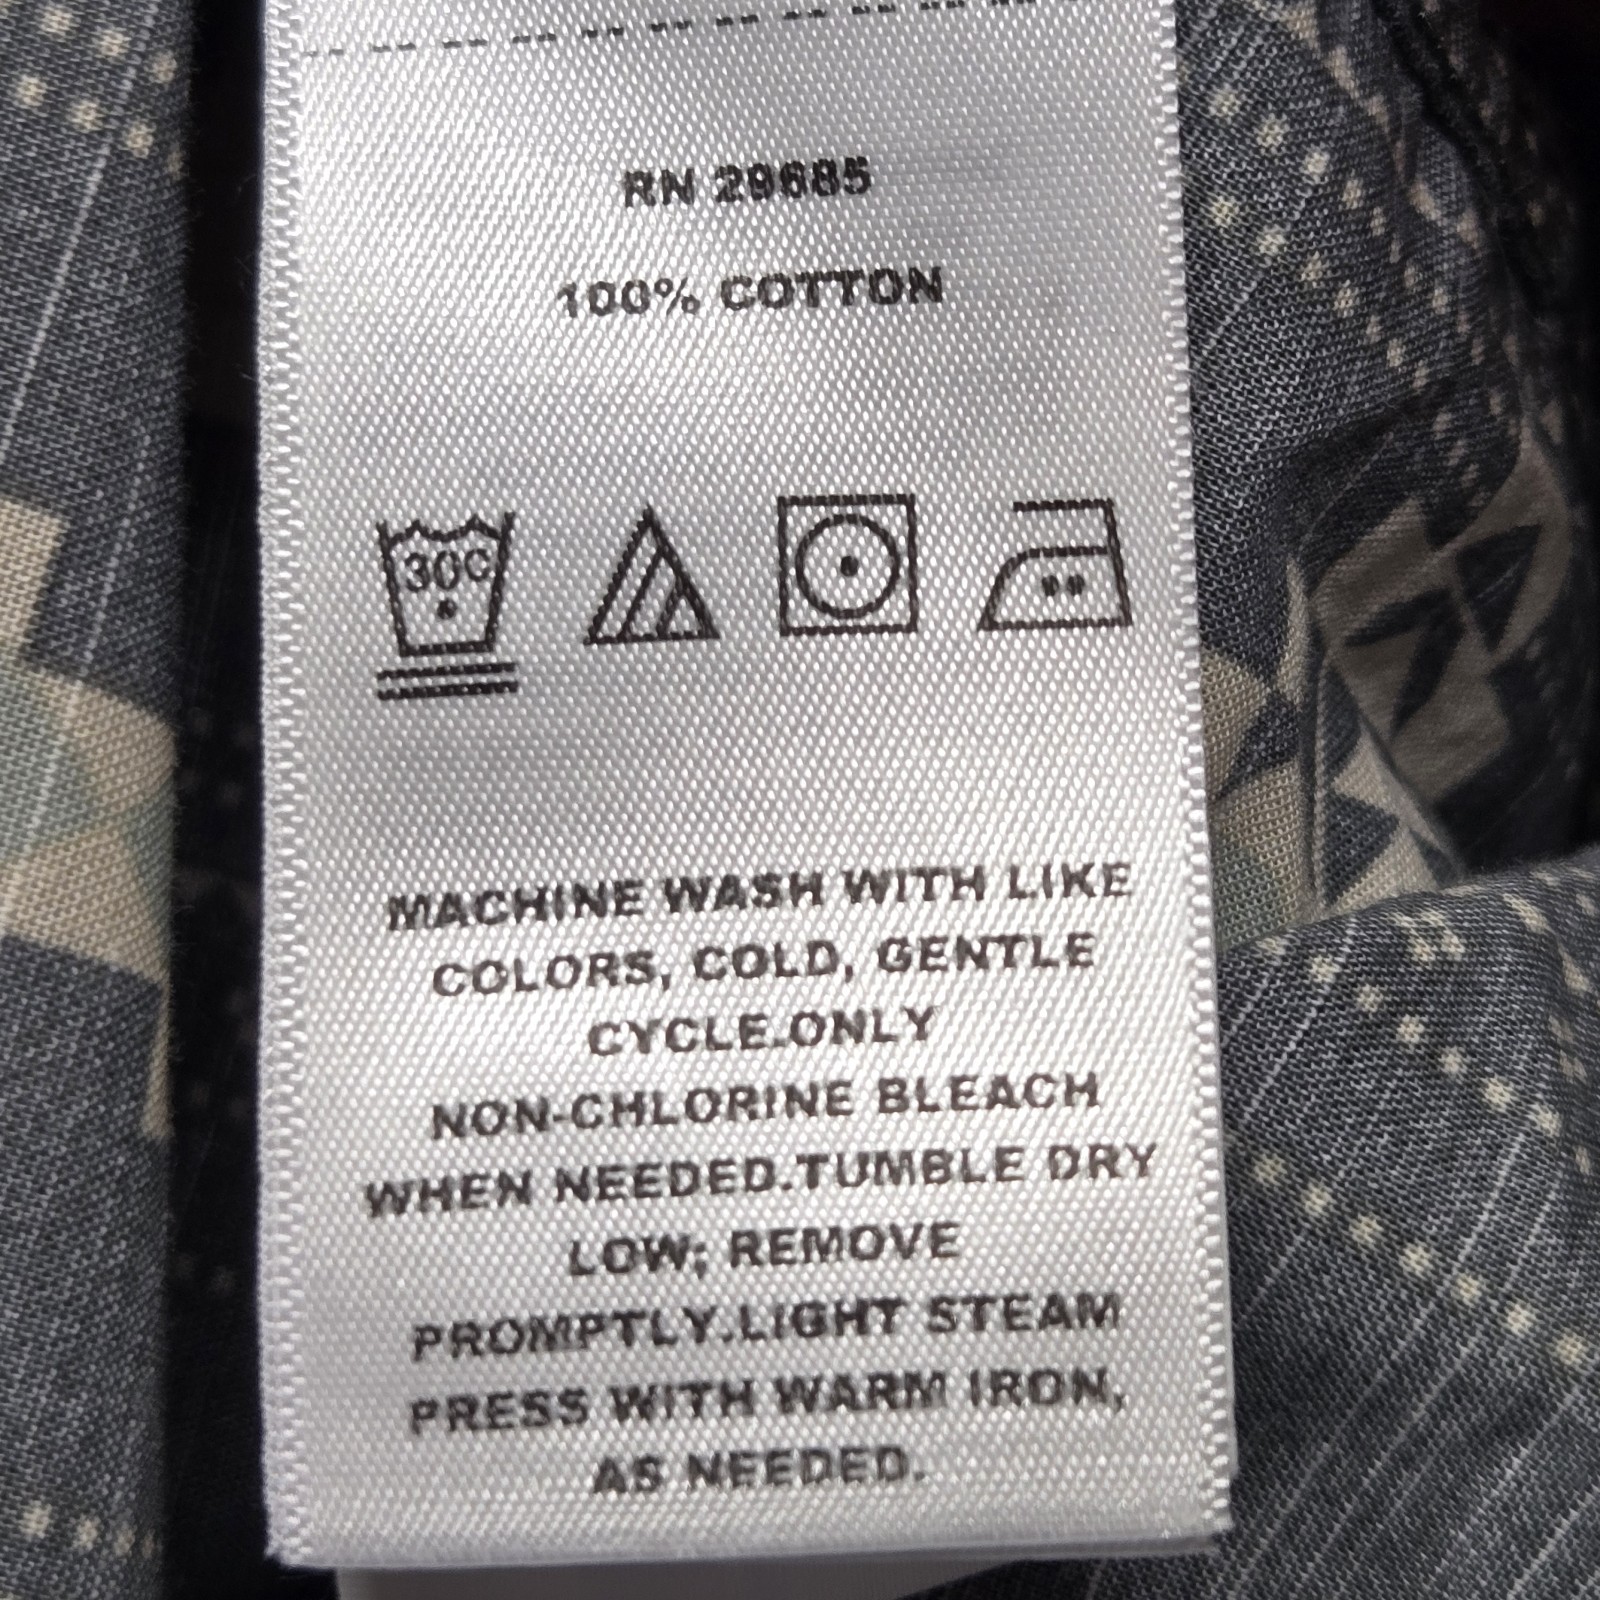 RN 29685
100% COTTON
30C
MACHINE WASH WITH LIKE
COLORS, COLD, GENTLE
CYCLE.ONLY
NON-CHLORINE BLEACH
WHEN NEEDED.TUMBLE DRY
LOW; REMOVE
PROMPTLY.LIGHT STEAM
PRESS WITH WARM IRON,
AS NEEDED.